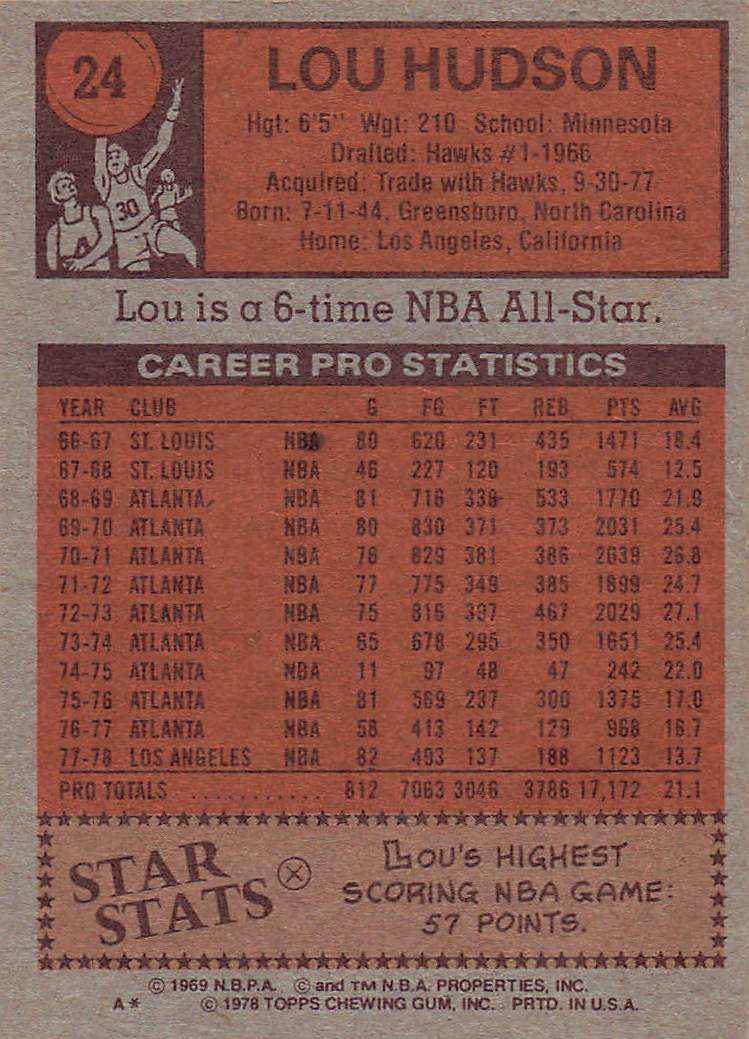 24
LOU HUDSON
Hgt: 6'5" Wgt: 210 School: Minnesota
Drafted: Hawks #1-1966
Acquired: Trade with Hawks, 9-30-77
Born: 7-11-44, Greensboro, North Carolina
Home: Los Angeles, California
30
Lou is a 6-time NBA All-Star.
CAREER PRO STATISTICS
YEAR CLUB G FG FT REB PTS AVG
66-67 ST. LOUIS NBA 80 620 231 435 1471 18.4
67-68 ST. LOUIS NBA 46 227 120 193 574 12.5
68-69 ATLANTA NBA 81 716 338 533 1770 21.9
69-70 ATLANTA NBA 80 830 371 373 2031 25.4
70-71 ATLANTA NBA 76 829 381 386 2039 26.8
71-72 ATLANTA NBA 77 775 349 385 1899 24.7
72-73 ATLANTA NBA 75 816 397 467 2029 27.1
73-74 ATLANTA NBA 65 678 295 350 1651 25.4
74-75 ATLANTA NBA 11 97 48 47 242 22.0
75-76 ATLANTA NBA 81 569 237 300 1375 17.0
76-77 ATLANTA NBA 58 413 142 129 968 16.7
77-78 LOS ANGELES NBA 82 493 137 188 1123 13.7
PRO TOTALS ............ 812 7063 3046 3786 17,172 21.1
STAR STATS
LOU'S HIGHEST
SCORING NBA GAME:
57 POINTS.
© 1969 N.B.P.A. © and TM N.B.A. PROPERTIES, INC.
A* © 1978 TOPPS CHEWING GUM, INC. PRTD. IN U.S.A.